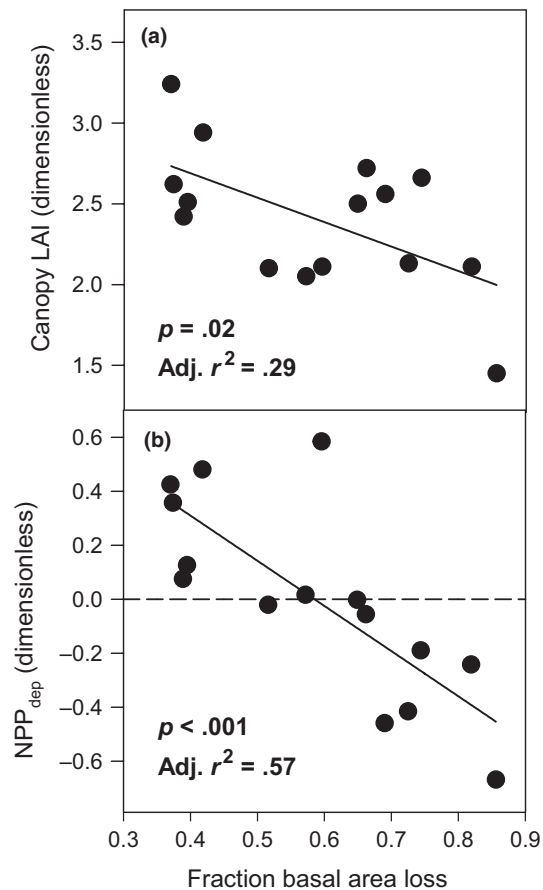 (a)
Canopy LAI (dimensionless)
3.5
3.0
2.5
2.0
1.5
p = .02
Adj. r² = .29
(b)
NPPdep (dimensionless)
0.6
0.4
0.2
0.0
–0.2
–0.4
–0.6
p < .001
Adj. r² = .57
0.3 0.4 0.5 0.6 0.7 0.8 0.9
Fraction basal area loss